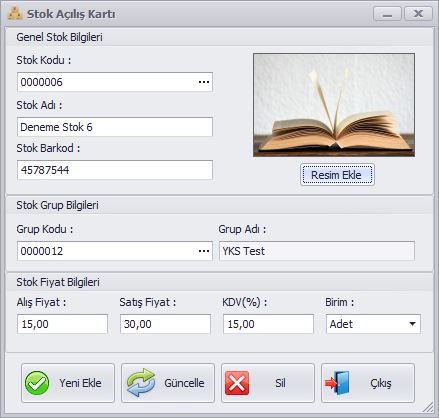 Stok Açılış Kartı
Genel Stok Bilgileri
Stok Kodu :
0000006 ...
Stok Adı :
Deneme Stok 6
Stok Barkod :
45787544
Resim Ekle
Stok Grup Bilgileri
Grup Kodu : Grup Adı :
0000012 ... YKS Test
Stok Fiyat Bilgileri
Alış Fiyat : Satış Fiyat : KDV(%) : Birim :
15,00 30,00 15,00 Adet
Yeni Ekle Güncelle Sil Çıkış